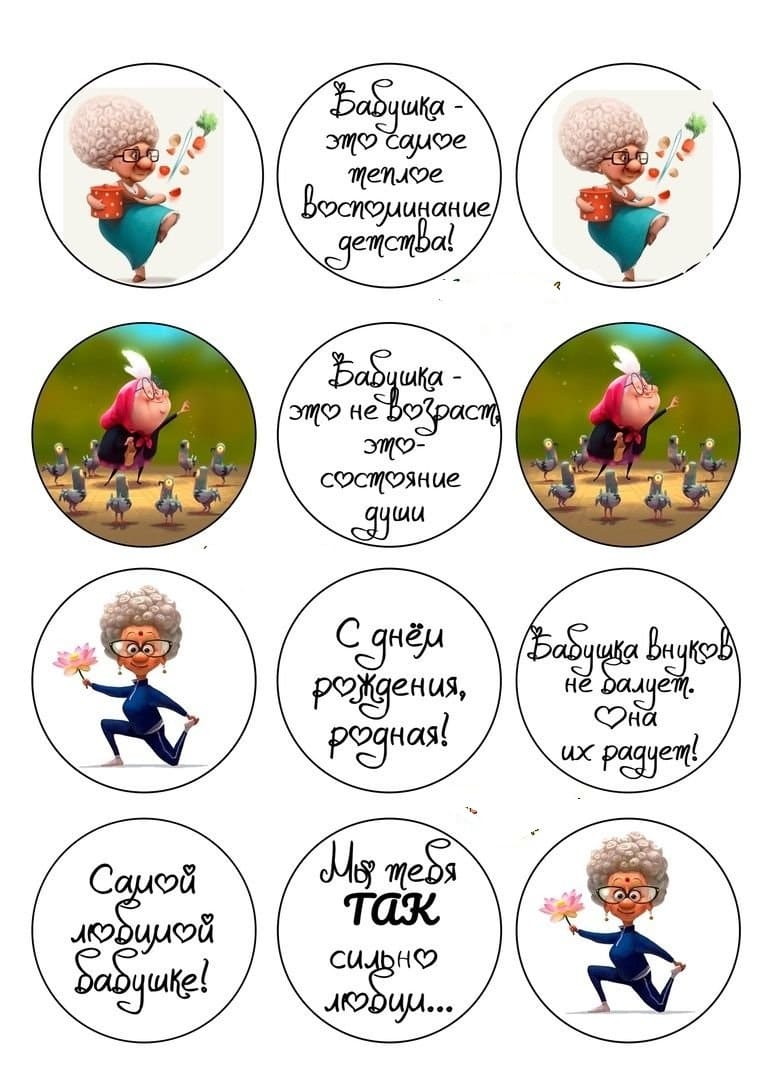 Бабушка -
это самое
теплое
воспоминание
детства!
Бабушка -
это не возраст,
это-
состояние
души
С днём
рождения,
родная!
Бабушка внуков
не балует.
Она
их радует!
Самой
любимой
бабушке!
Мы тебя
ТАК
сильно
любим...